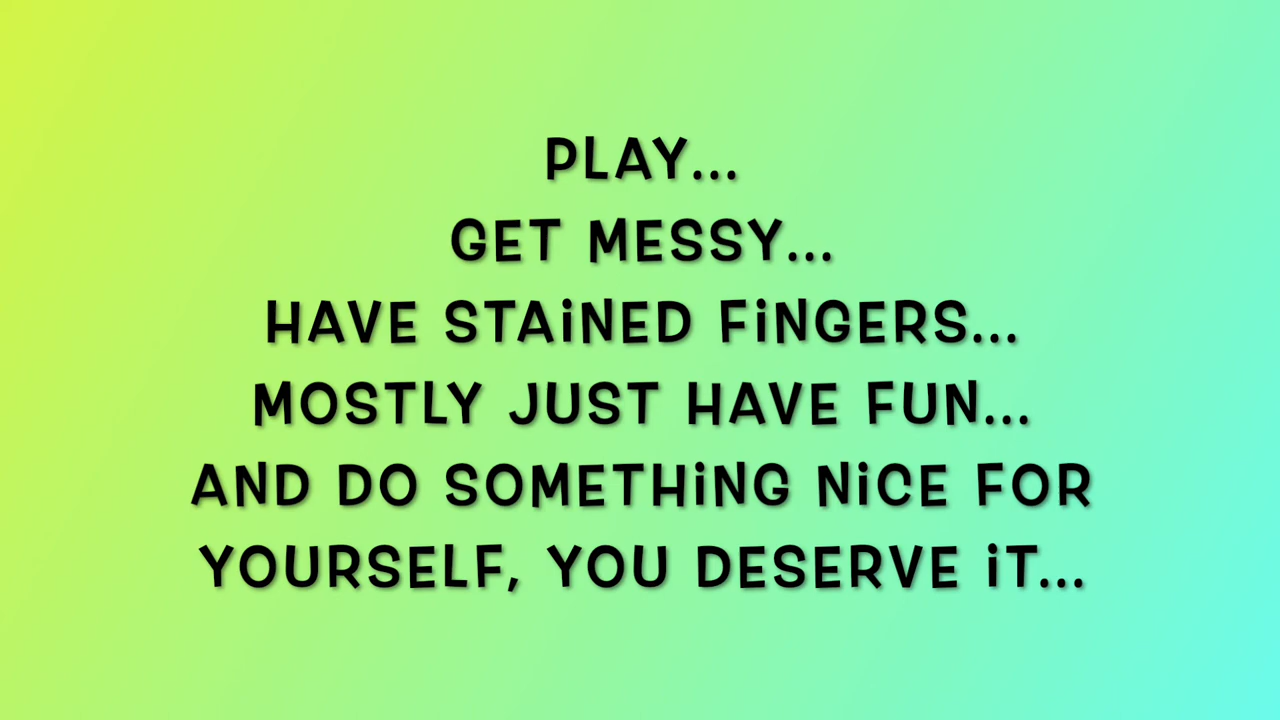 PLAY...
GET MESSY...
HAVE STAiNED FiNGERS...
MOSTLY JUST HAVE FUN...
AND DO SOMETHiNG NiCE FOR
YOURSELF, YOU DESERVE iT...